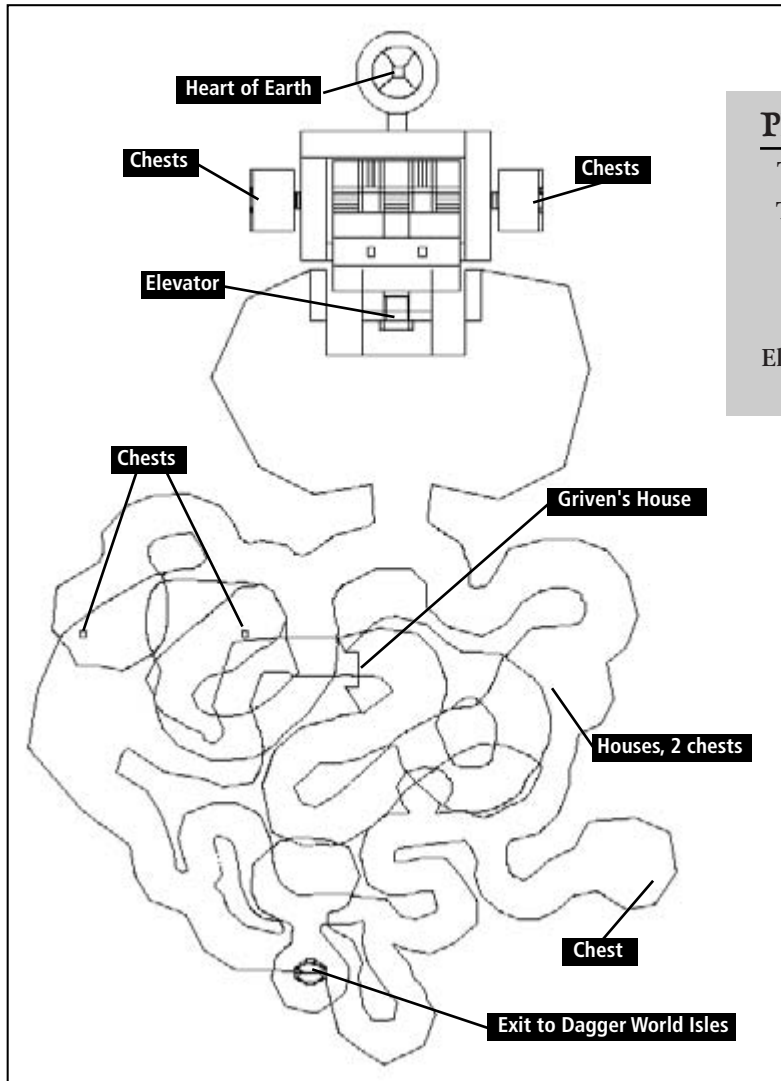 Heart of Earth
Chests
Chests
Elevator
Chests
Griven's House
Houses, 2 chests
Chest
Exit to Dagger World Isles